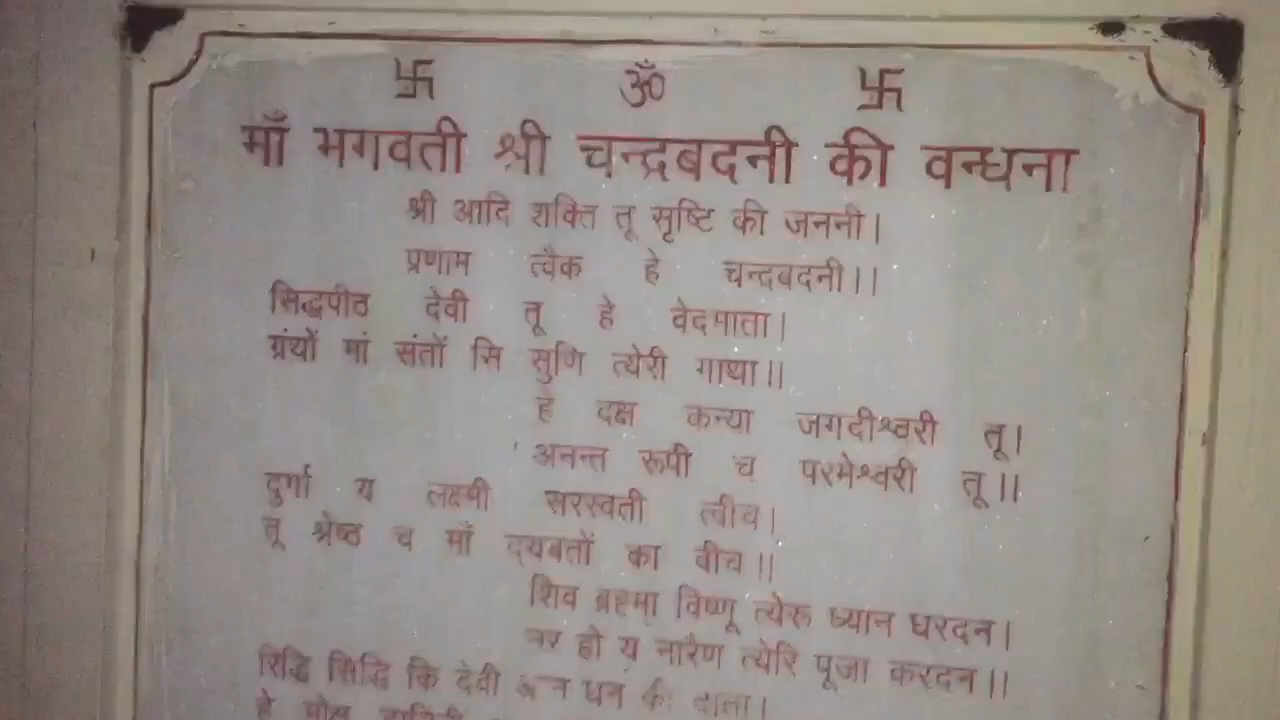 卐 ॐ 卐
माँ भगवती श्री चन्द्रबदनी की वन्धना
श्री आदि शक्ति तू सृष्टि की जननी।
प्रणाम त्वैक हे चन्दवदनी।।
सिद्धपीठ देवी तू हे वेदमाता।
ग्रंथों मां संतों सि सुणि त्येरी गाथा।।
हे दक्ष कन्या जगदीश्वरी तू।
अनन्त रूपी च परमेश्वरी तू।।
दुर्गा य लक्ष्मी सरस्वती त्वीच।
तू श्रेष्ठ च माँ द्यबतों का बीच।।
शिव ब्रह्मा विष्णू त्येरू ध्यान धरदन।
नर हो य नारैण त्येरि पूजा करदन।।
रिद्धि सिद्धि कि देवी धन दाता।
हे